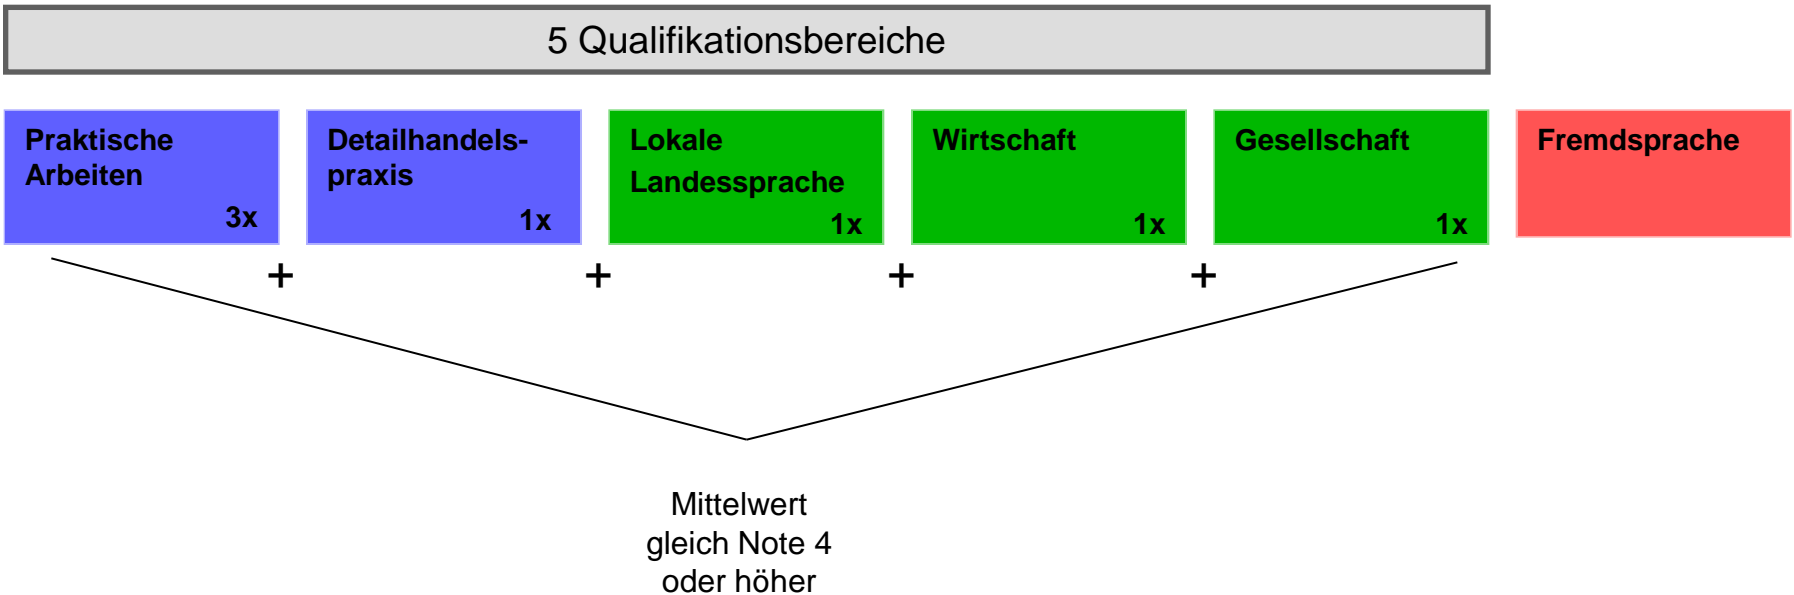 5 Qualifikationsbereiche
Praktische
Arbeiten
3x
Detailhandels-
praxis
1x
Lokale
Landessprache
1x
Wirtschaft
1x
Gesellschaft
1x
Fremdsprache
+ + + +
Mittelwert
gleich Note 4
oder höher